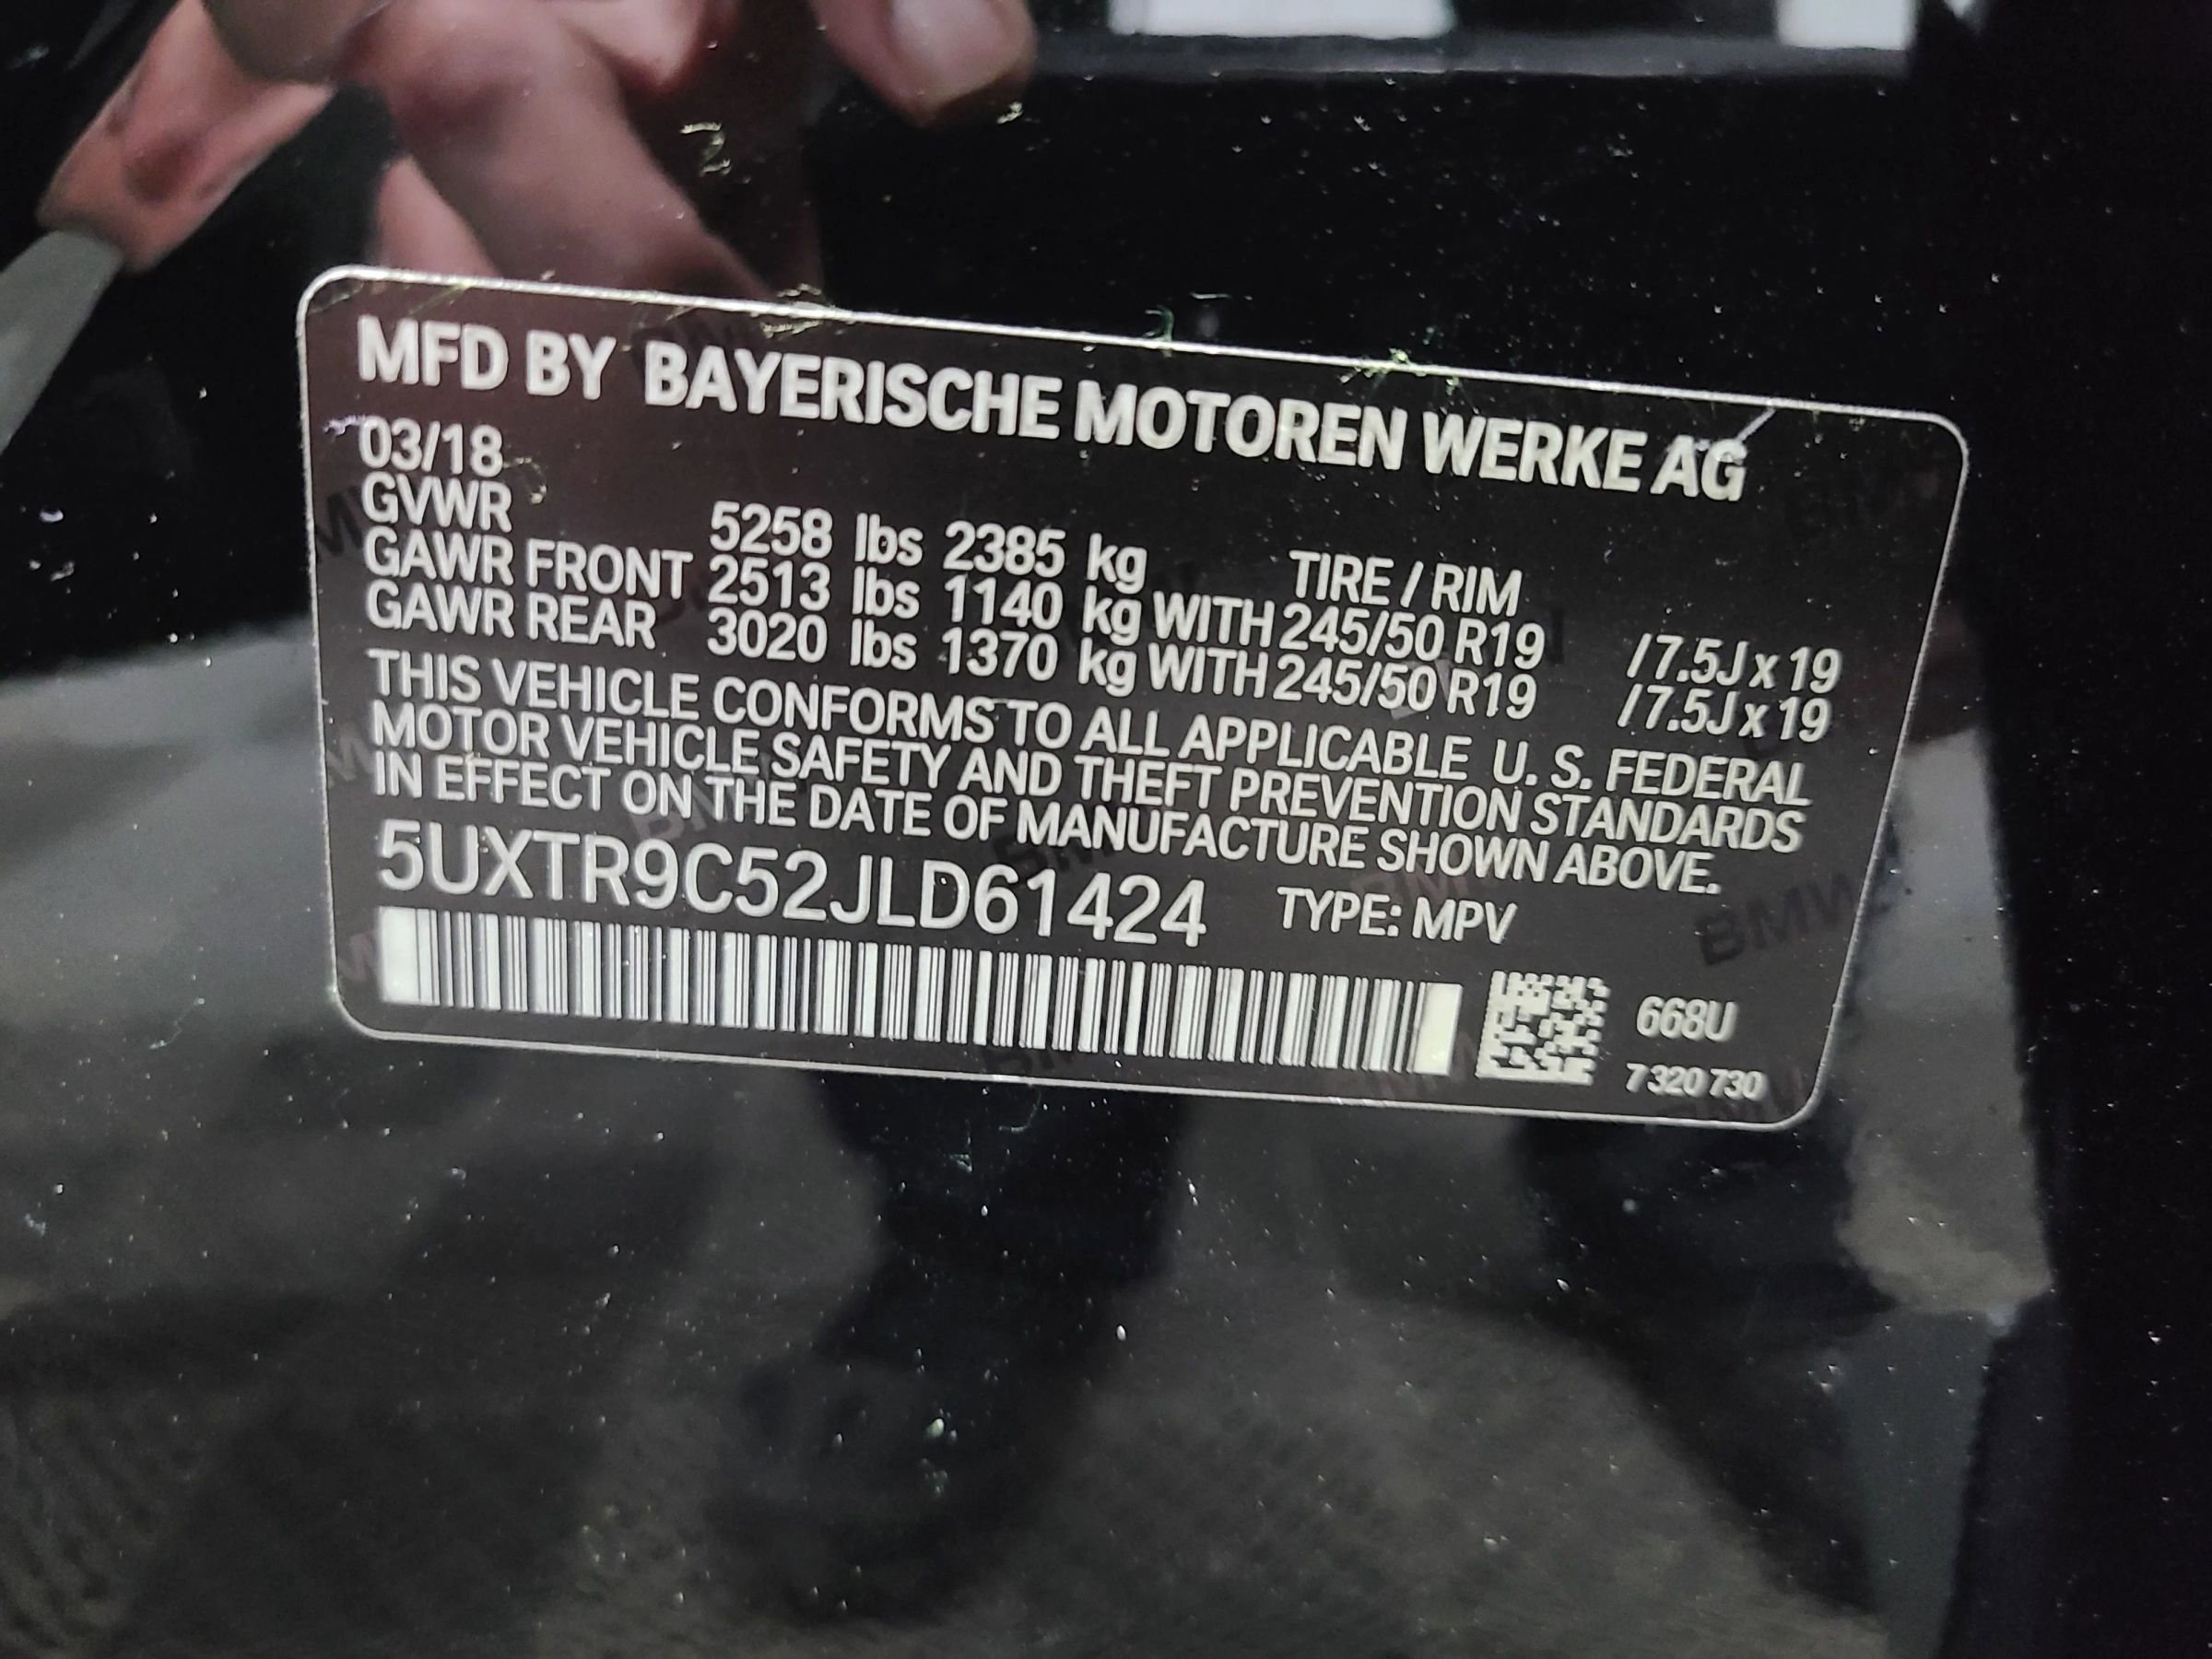 MFD BY BAYERISCHE MOTOREN WERKE AG
03/18
GVWR 5258 lbs 2385 kg TIRE / RIM
GAWR FRONT 2513 lbs 1140 kg WITH 245/50 R19 / 7.5J x 19
GAWR REAR 3020 lbs 1370 kg WITH 245/50 R19 / 7.5J x 19
THIS VEHICLE CONFORMS TO ALL APPLICABLE U. S. FEDERAL
MOTOR VEHICLE SAFETY AND THEFT PREVENTION STANDARDS
IN EFFECT ON THE DATE OF MANUFACTURE SHOWN ABOVE.
5UXTR9C52JLD61424 TYPE: MPV
668U
7 320 730
BMW